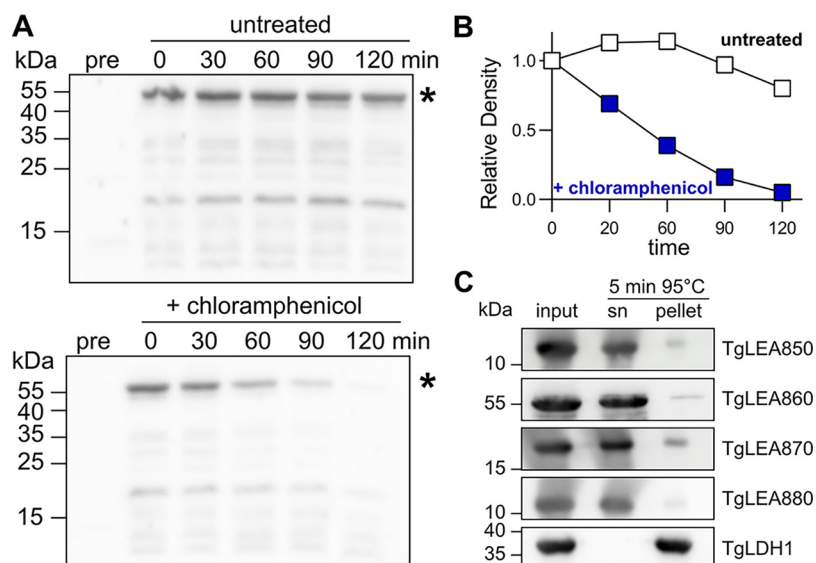 A
untreated
kDa pre 0 30 60 90 120 min
55
40
35
25
15
*
+ chloramphenicol
pre 0 30 60 90 120 min
kDa
55
40
35
25
15
*
B
Relative Density
1.0
0.5
0.0
untreated
+ chloramphenicol
0 20 60 90 120
time
C
5 min 95°C
kDa input sn pellet
10 TgLEA850
55 TgLEA860
15 TgLEA870
10 TgLEA880
40
35 TgLDH1